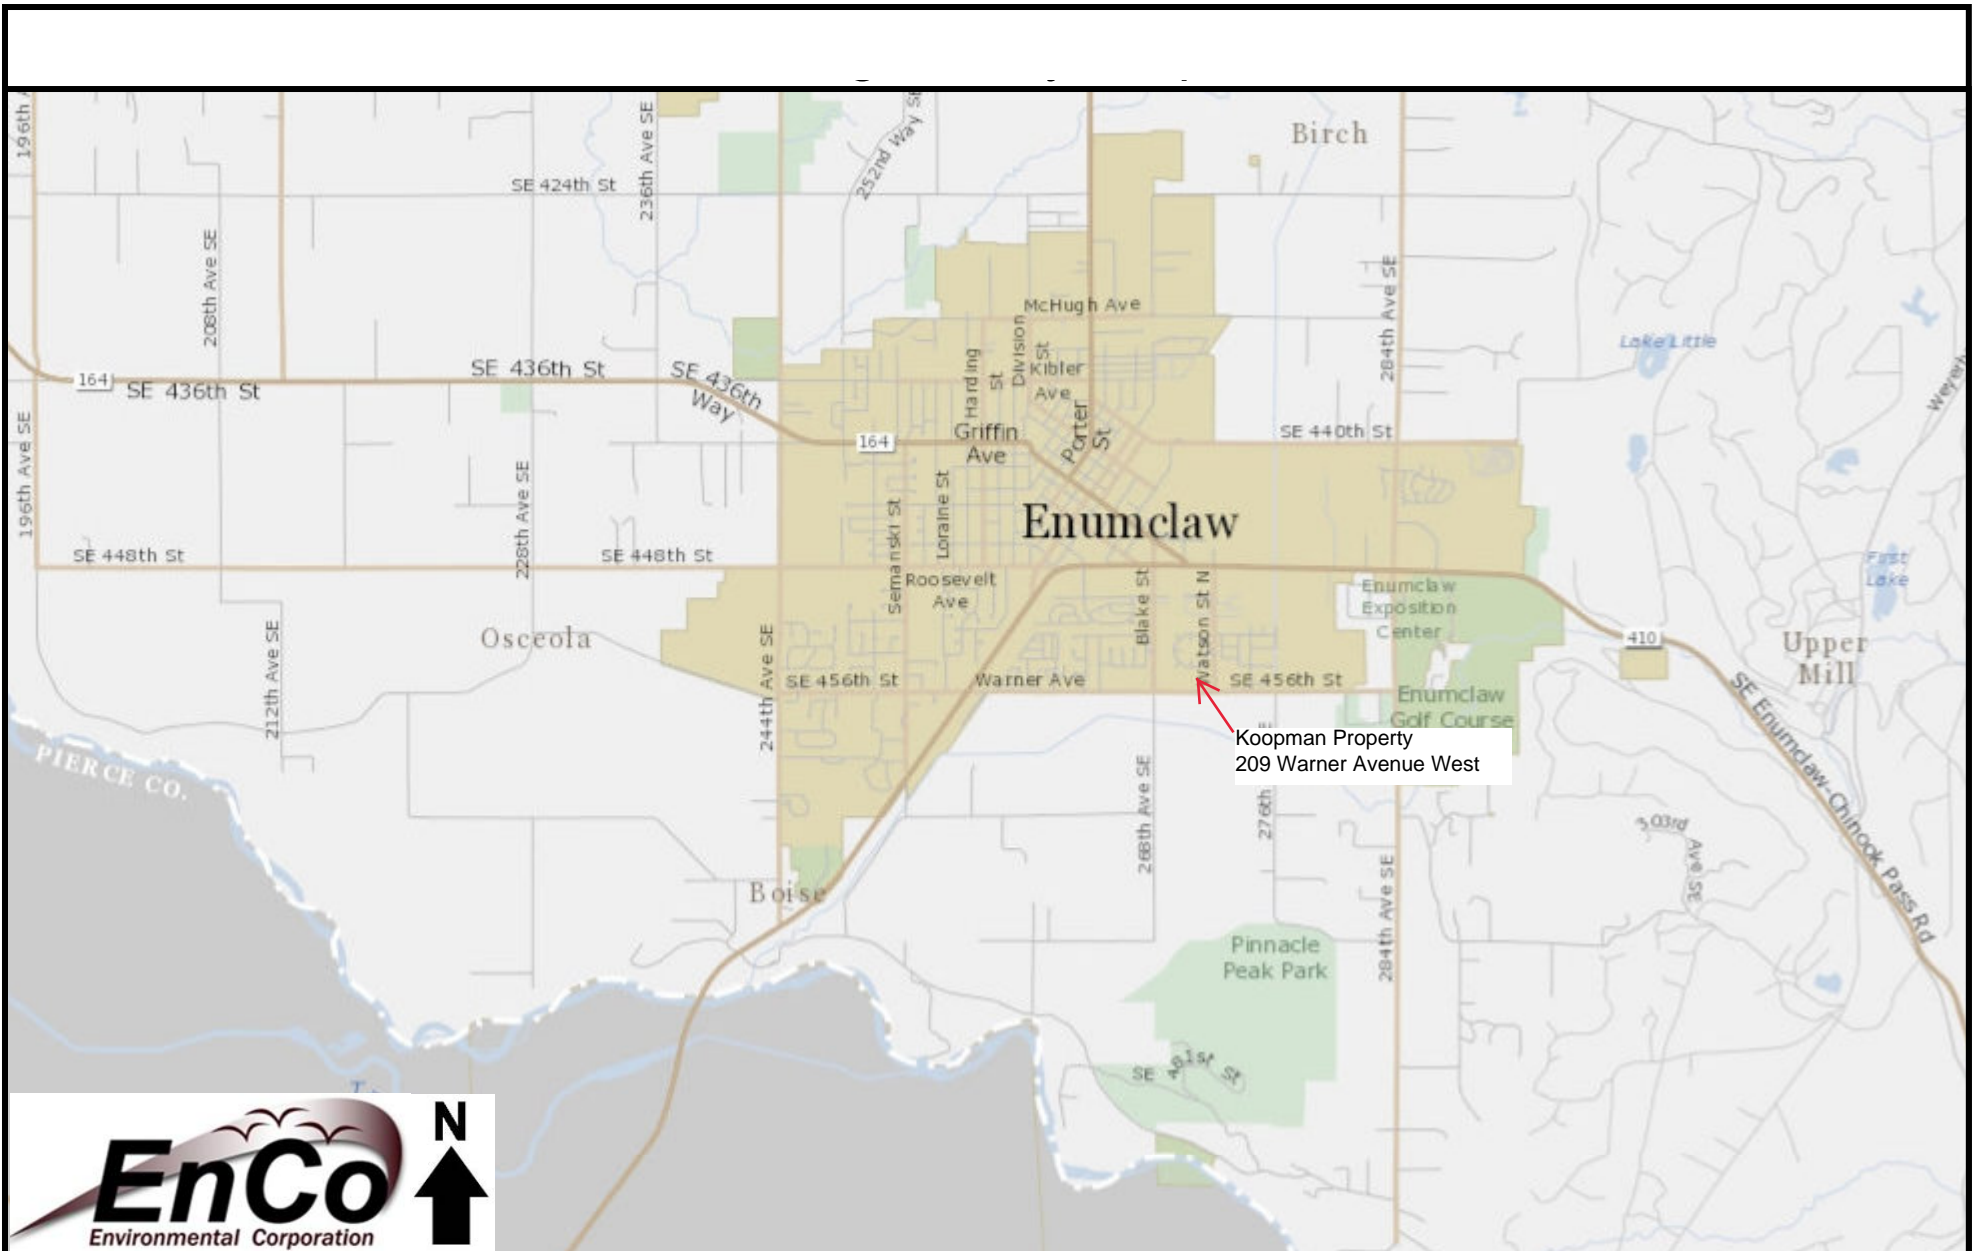 196th A
236th Ave SE
252nd Way SE
Birch
SE 424th St
208th Ave SE
McHugh Ave
284th Ave SE
Lake Little
Division
St
Kibler
Ave
Harding
St
SE 436th St
SE 436th
Way
164
SE 436th St
Weyerh
Porter
St
164
Griffin
Ave
SE 440th St
196th Ave SE
228th Ave SE
Semanski St
Loraine St
Enumclaw
SE 448th St
SE 448th St
Roosevelt
Ave
Blake St
Watson St N
Enumclaw
Exposition
Center
Fast
Lake
Osceola
410
Upper
Mill
212th Ave SE
244th Ave SE
SE 456th St
Warner Ave
SE 456th St
Enumclaw
Golf Course
SE Enumclaw-Chinook Pass Rd
Koopman Property
209 Warner Avenue West
PIERCE CO.
268th Ave SE
276th
E
303rd
Ave SE
Boise
284th Ave SE
Pinnacle
Peak Park
SE 481st St
N
EnCo
Environmental Corporation